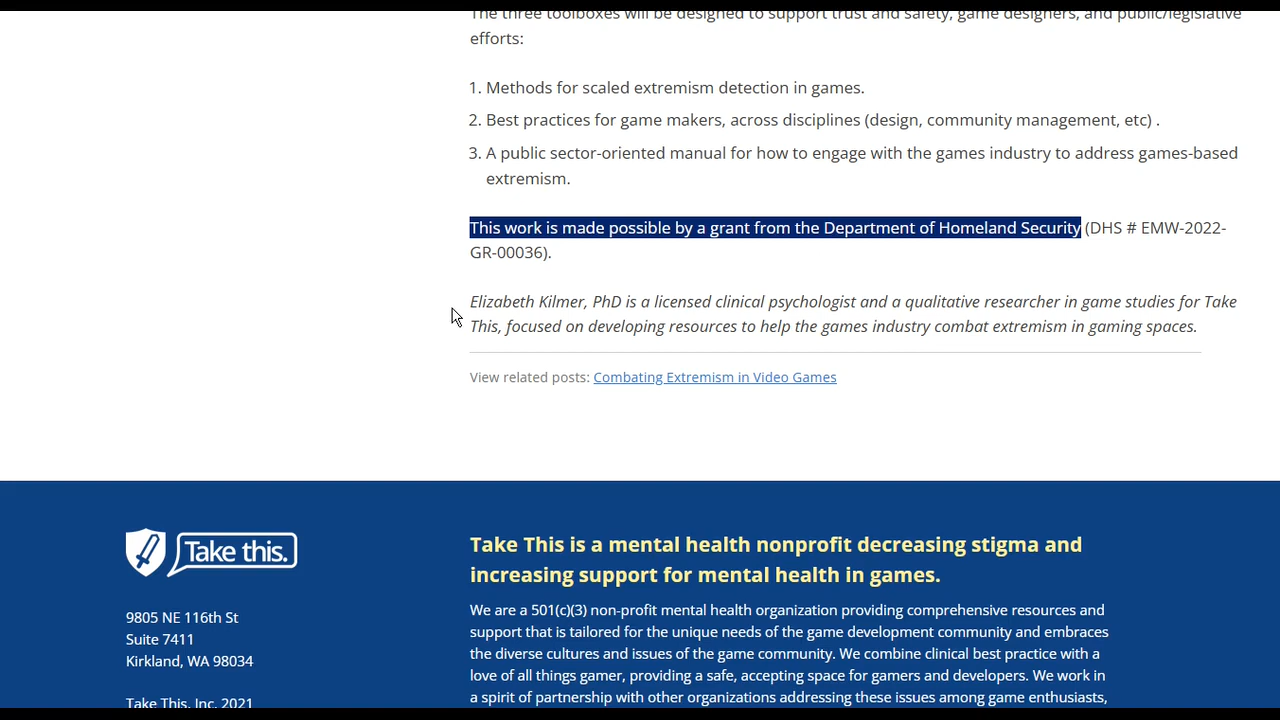 The three toolboxes will be designed to support trust and safety, game designers, and public/legislative
efforts:
1. Methods for scaled extremism detection in games.
2. Best practices for game makers, across disciplines (design, community management, etc) .
3. A public sector-oriented manual for how to engage with the games industry to address games-based
extremism.
This work is made possible by a grant from the Department of Homeland Security (DHS # EMW-2022-
GR-00036).
Elizabeth Kilmer, PhD is a licensed clinical psychologist and a qualitative researcher in game studies for Take
This, focused on developing resources to help the games industry combat extremism in gaming spaces.
View related posts: Combating Extremism in Video Games
Take this.
9805 NE 116th St
Suite 7411
Kirkland, WA 98034
Take This, Inc. 2021
Take This is a mental health nonprofit decreasing stigma and
increasing support for mental health in games.
We are a 501(c)(3) non-profit mental health organization providing comprehensive resources and
support that is tailored for the unique needs of the game development community and embraces
the diverse cultures and issues of the game community. We combine clinical best practice with a
love of all things gamer, providing a safe, accepting space for gamers and developers. We work in
a spirit of partnership with other organizations addressing these issues among game enthusiasts,